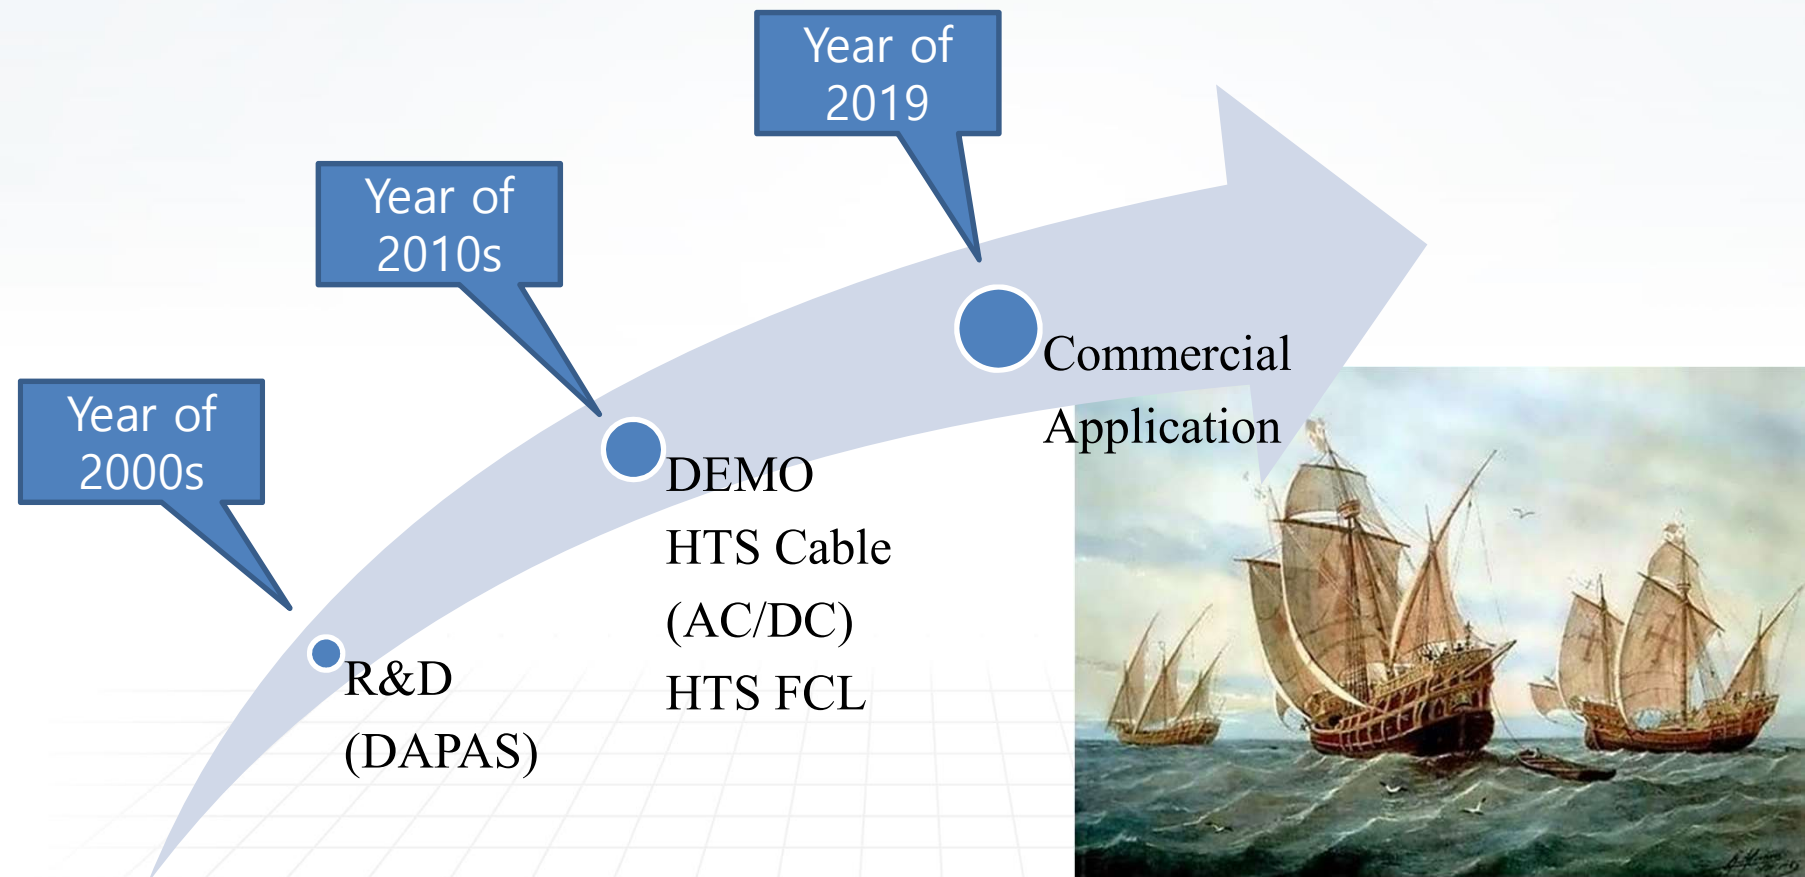 Year of
2019
Year of
2010s
Year of
2000s
Commercial
Application
DEMO
HTS Cable
(AC/DC)
HTS FCL
R&D
(DAPAS)